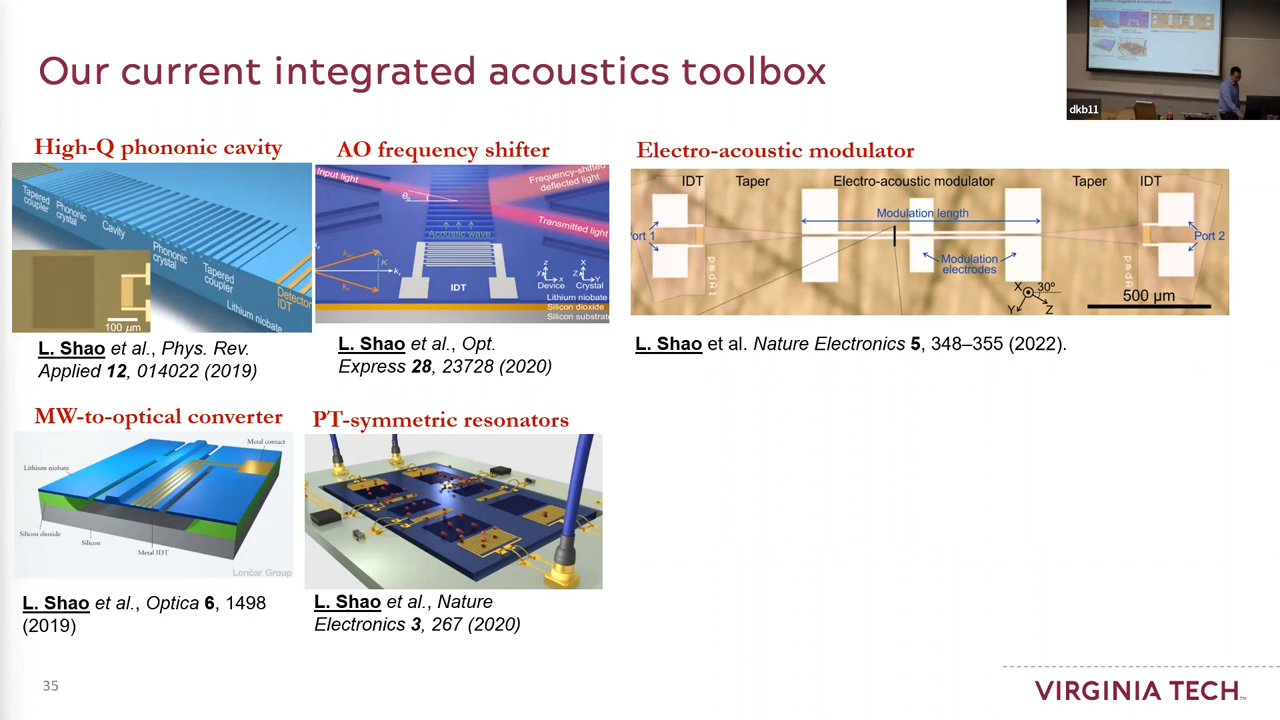 Our current integrated acoustics toolbox
dkb11
High-Q phononic cavity
Tapered coupler
Phononic crystal
Cavity
Phononic crystal
Tapered coupler
Lithium niobate
Detector IDT
100 μm
L. Shao et al., Phys. Rev.
Applied 12, 014022 (2019)
AO frequency shifter
Input light
Frequency-shifted
deflected light
Transmitted light
Acoustic wave
IDT
Device
Crystal
Lithium niobate
Silicon dioxide
Silicon substrate
L. Shao et al., Opt.
Express 28, 23728 (2020)
Electro-acoustic modulator
IDT Taper Electro-acoustic modulator Taper IDT
Modulation length
Port 1
Port 2
Modulation
electrodes
X 30°
Y Z
500 μm
L. Shao et al. Nature Electronics 5, 348–355 (2022).
MW-to-optical converter
Metal contact
Lithium niobate
Silicon dioxide
Silicon
Metal IDT
Lončar Group
L. Shao et al., Optica 6, 1498
(2019)
PT-symmetric resonators
L. Shao et al., Nature
Electronics 3, 267 (2020)
35
VIRGINIA TECH™